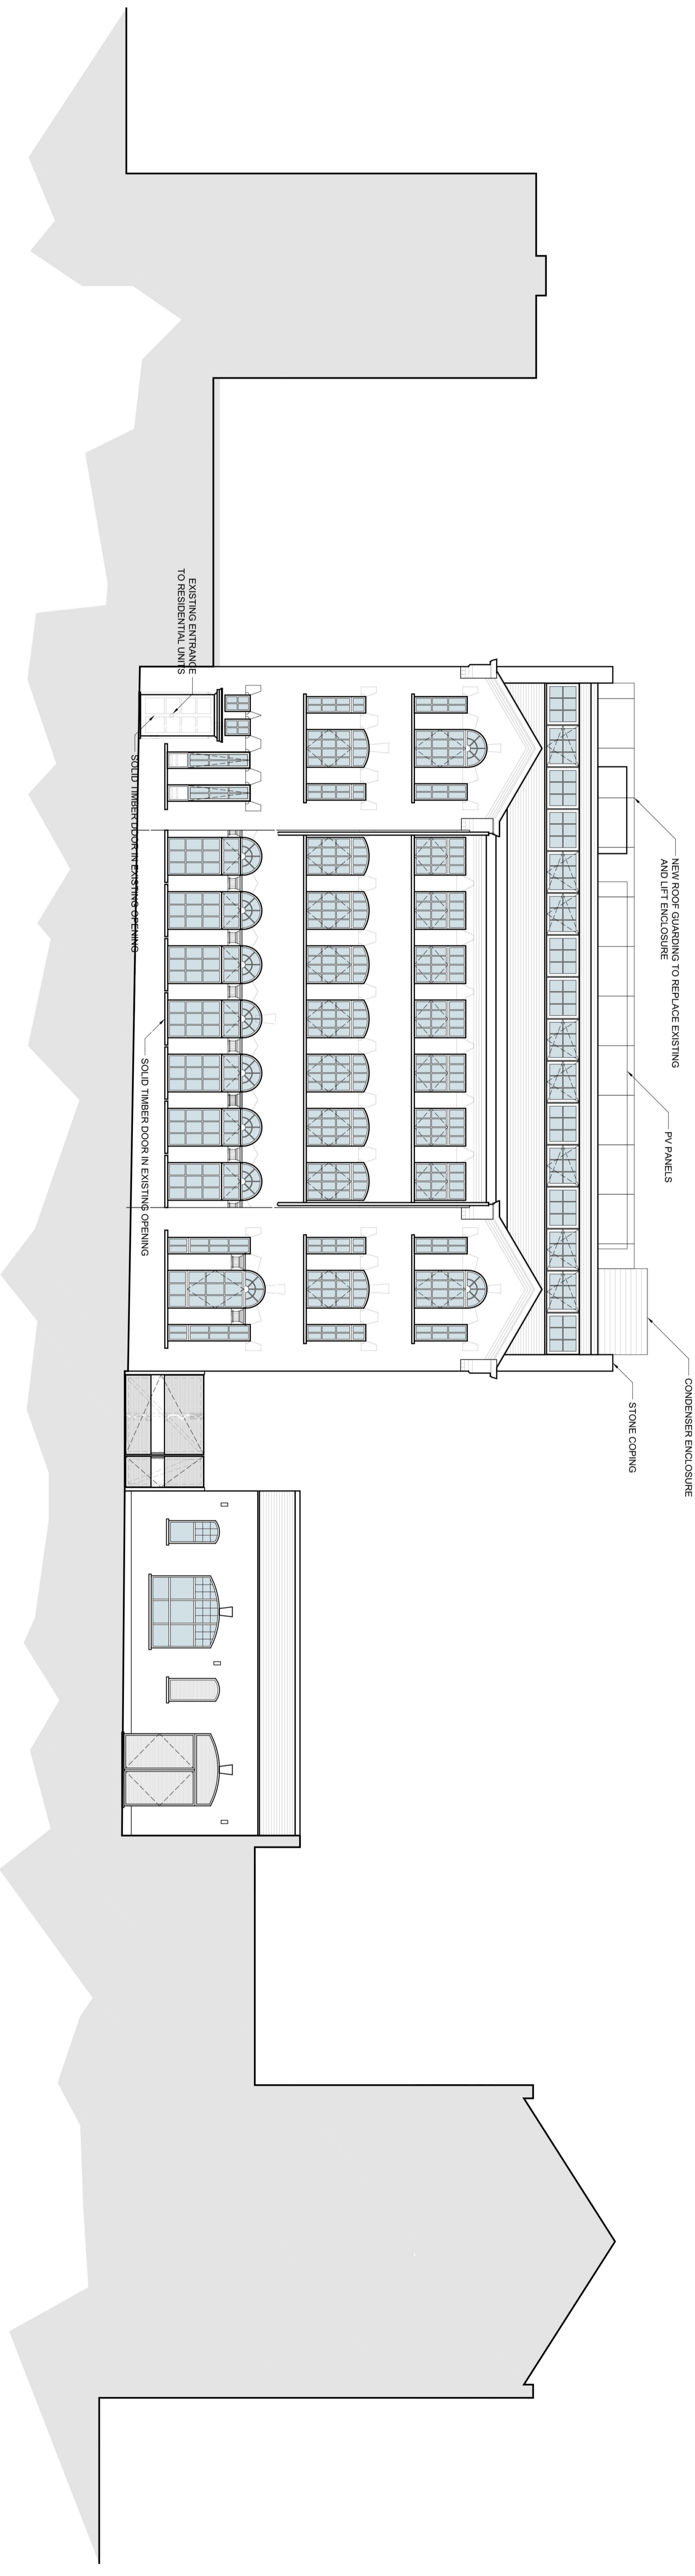 NEW ROOF GUARDING TO REPLACE EXISTING
AND LIFT ENCLOSURE
PV PANELS
CONDENSER ENCLOSURE
STONE COPING
EXISTING ENTRANCE
TO RESIDENTIAL UNITS
SOLID TIMBER DOOR IN EXISTING OPENING
SOLID TIMBER DOOR IN EXISTING OPENING